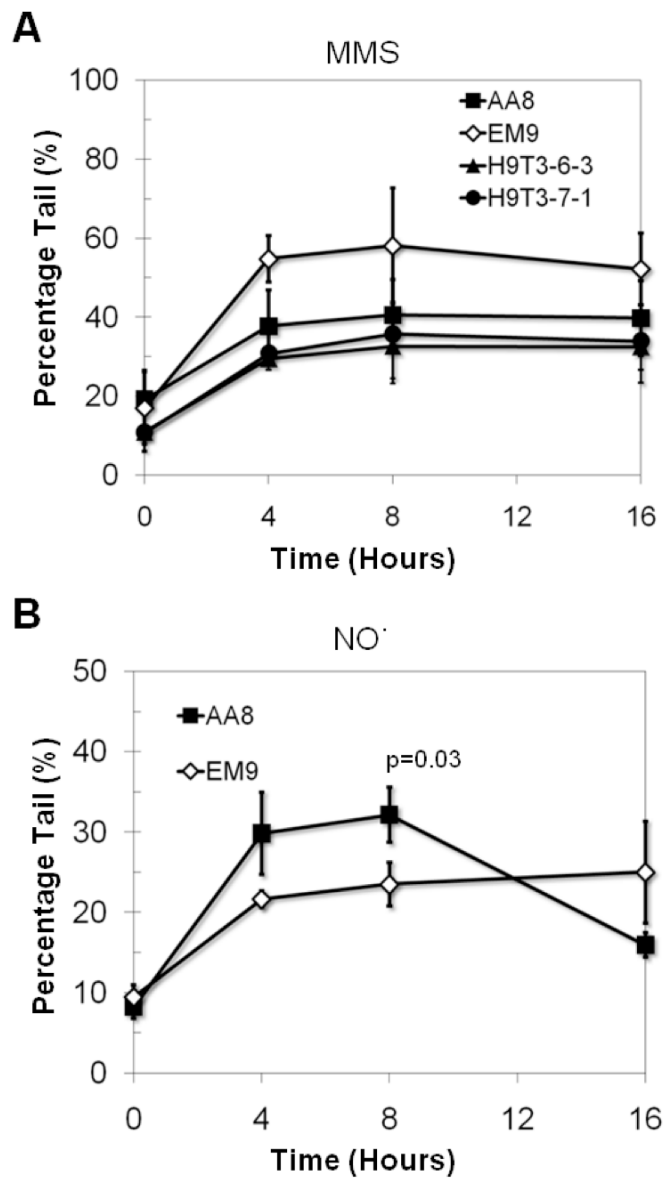 A
MMS
100
80
60
40
20
0
AA8
EM9
H9T3-6-3
H9T3-7-1
Percentage Tail (%)
0 4 8 12 16
Time (Hours)
B
NO˙
50
40
30
20
10
0
AA8
EM9
p=0.03
Percentage Tail (%)
0 4 8 12 16
Time (Hours)